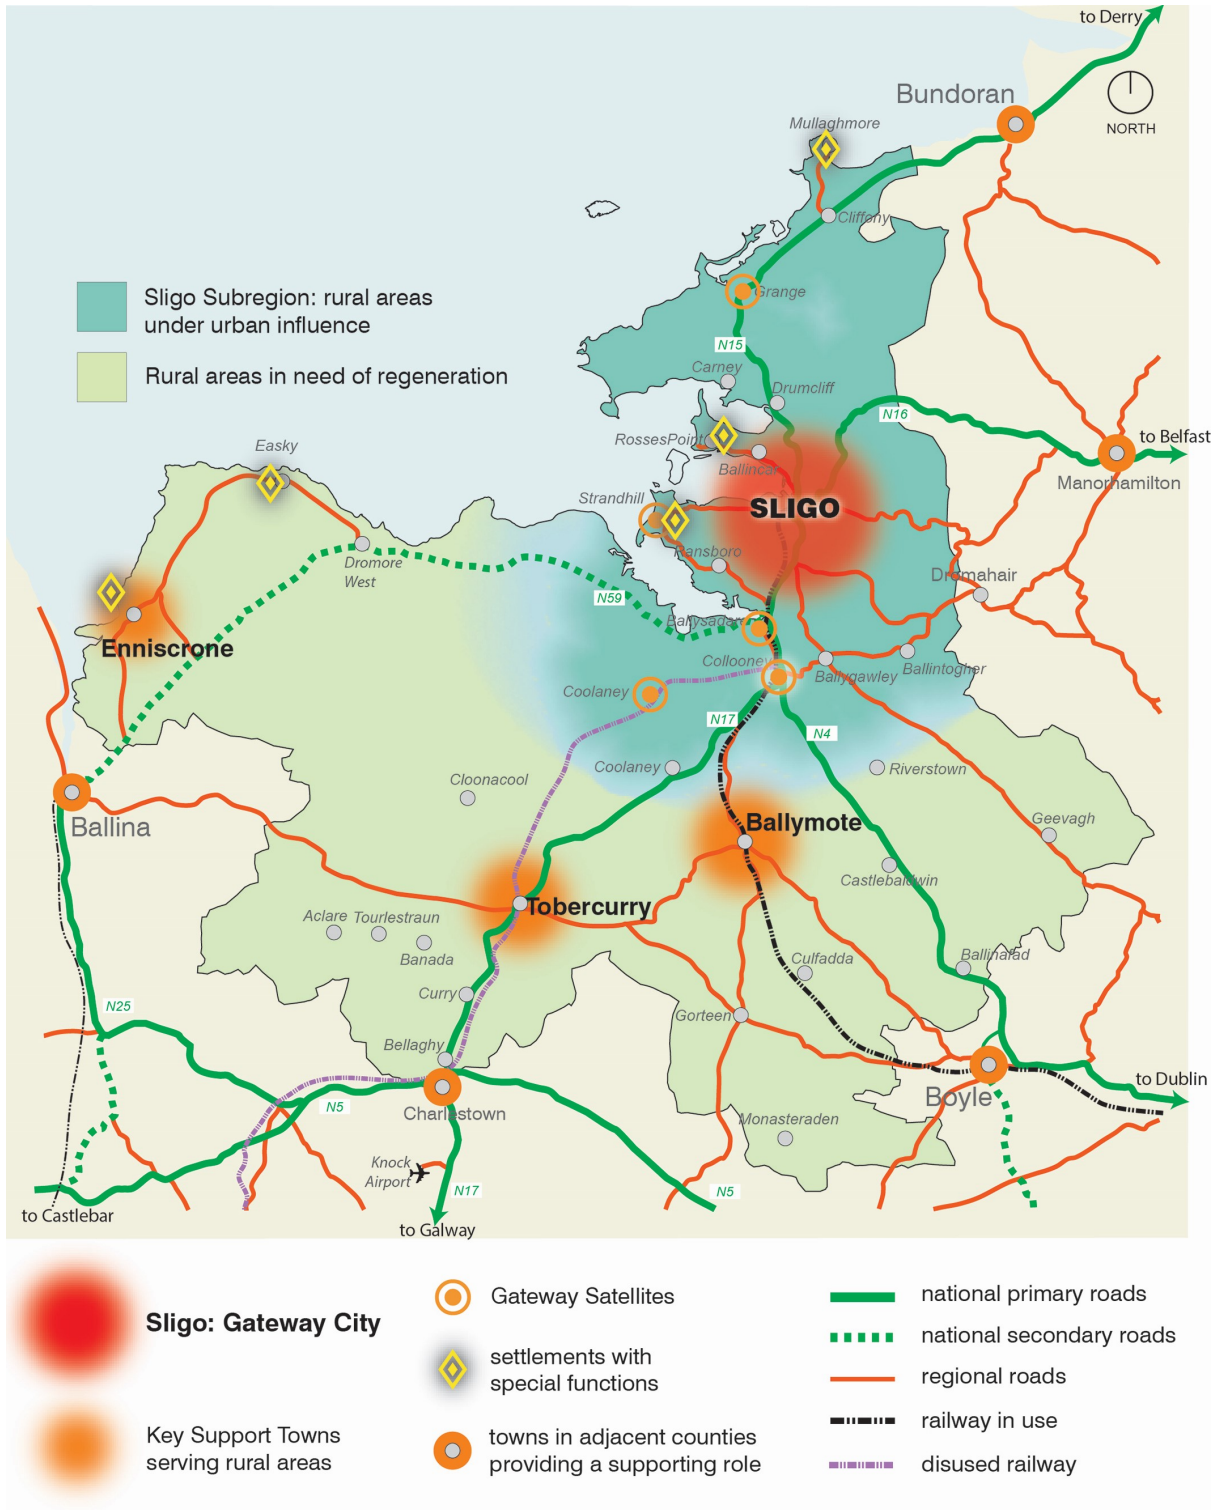 to Derry
Bundoran
NORTH
Mullaghmore
Cliffony
Sligo Subregion: rural areas
under urban influence
Grange
N15
Rural areas in need of regeneration
Carney
Drumcliff
N16
RossesPoint
to Belfast
Easky
Ballincar
Manorhamilton
Strandhill
SLIGO
Ransboro
Dromore
West
Dromahair
N59
Ballysadare
Enniscrone
Collooney
Ballintogher
Ballygawley
Coolaney
N17
N4
Coolaney
Riverstown
Cloonacool
Ballina
Ballymote
Geevagh
Castlebaldwin
Tobercurry
Aclare
Tourlestraun
Banada
Culfadda
Ballinafad
Curry
N25
Gorteen
Bellaghy
to Dublin
Boyle
N5
Charlestown
Monasteraden
Knock
Airport
N17
N5
to Castlebar
to Galway
Sligo: Gateway City
Gateway Satellites
national primary roads
settlements with
special functions
national secondary roads
regional roads
Key Support Towns
serving rural areas
towns in adjacent counties
providing a supporting role
railway in use
disused railway